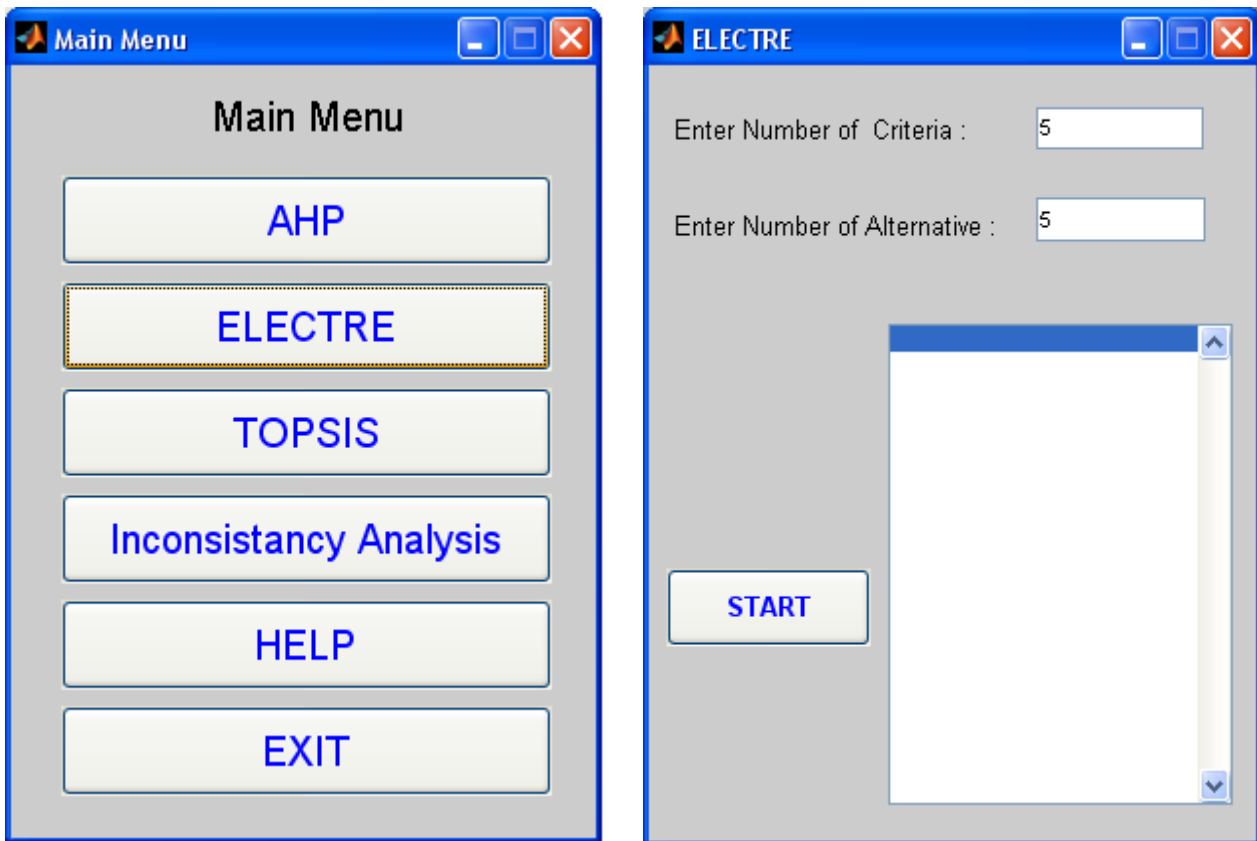 Main Menu
Main Menu
AHP
ELECTRE
TOPSIS
Inconsistancy Analysis
HELP
EXIT
ELECTRE
Enter Number of Criteria : 5
Enter Number of Alternative : 5
START